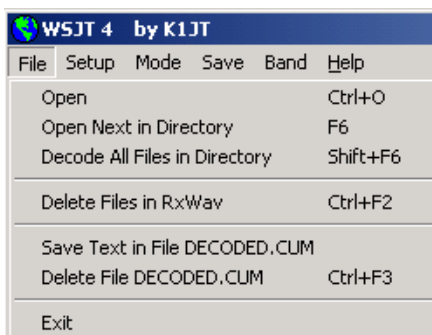 WSJT 4 by K1JT
File Setup Mode Save Band Help
Open Ctrl+O
Open Next in Directory F6
Decode All Files in Directory Shift+F6
Delete Files in RxWav Ctrl+F2
Save Text in File DECODED.CUM
Delete File DECODED.CUM Ctrl+F3
Exit